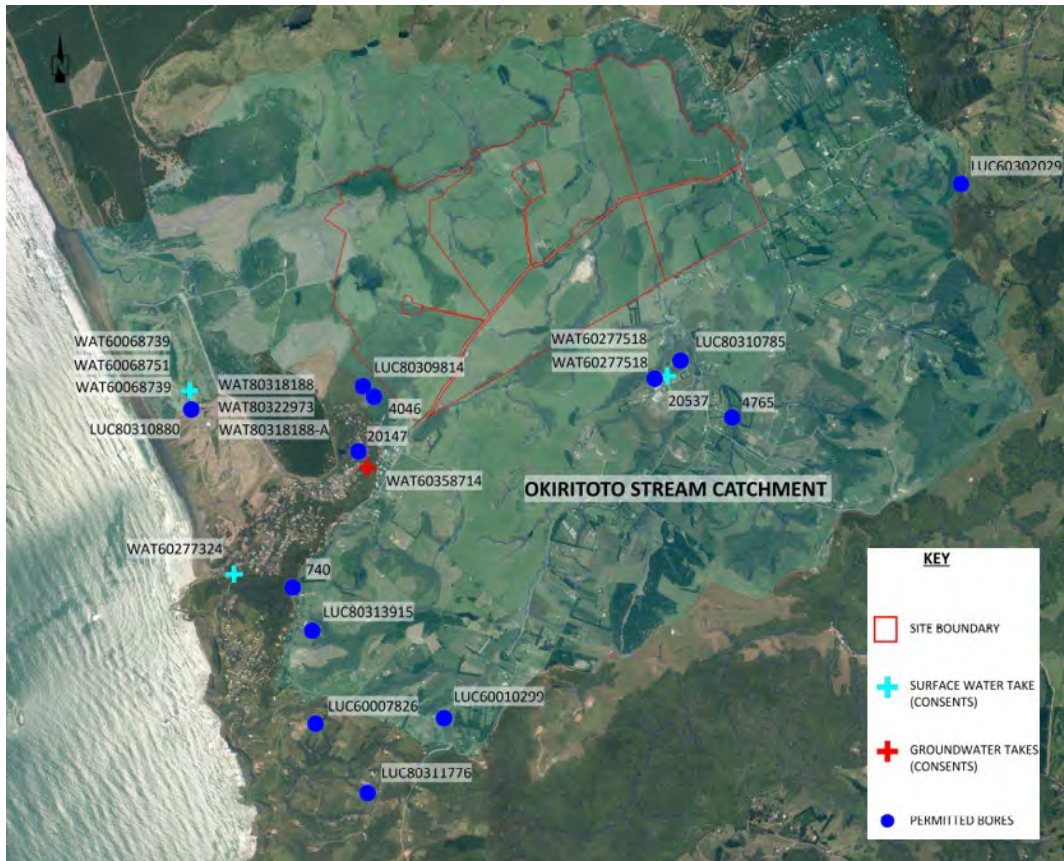 N
LUC60302029
WAT60068739
WAT60068751
WAT60068739
LUC80310880
WAT80318188
WAT80322973
WAT80318188-A
LUC80309814
4046
20147
WAT60358714
WAT60277518
WAT60277518
LUC80310785
20537
4765
OKIRITOTO STREAM CATCHMENT
WAT60277324
740
LUC80313915
LUC60007826
LUC60010299
LUC80311776
KEY
SITE BOUNDARY
SURFACE WATER TAKE
(CONSENTS)
GROUNDWATER TAKES
(CONSENTS)
PERMITTED BORES